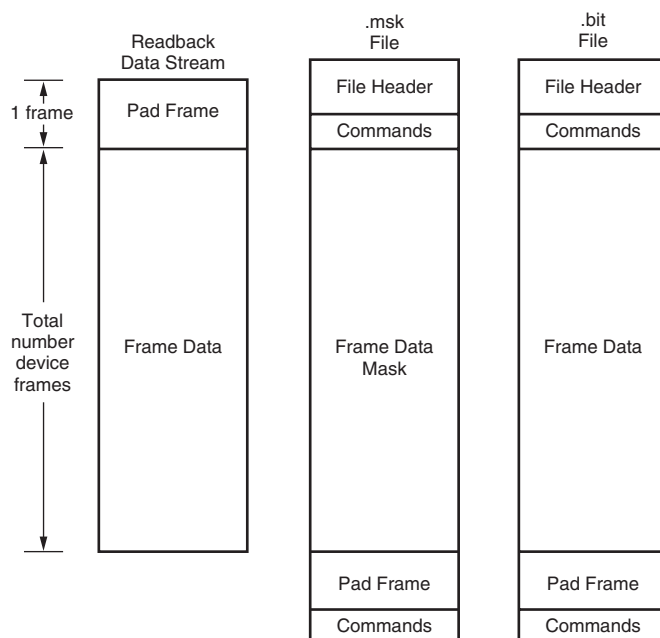 Readback
Data Stream
1 frame
Pad Frame
Total
number
device
frames
Frame Data
.msk
File
File Header
Commands
Frame Data
Mask
Pad Frame
Commands
.bit
File
File Header
Commands
Frame Data
Pad Frame
Commands